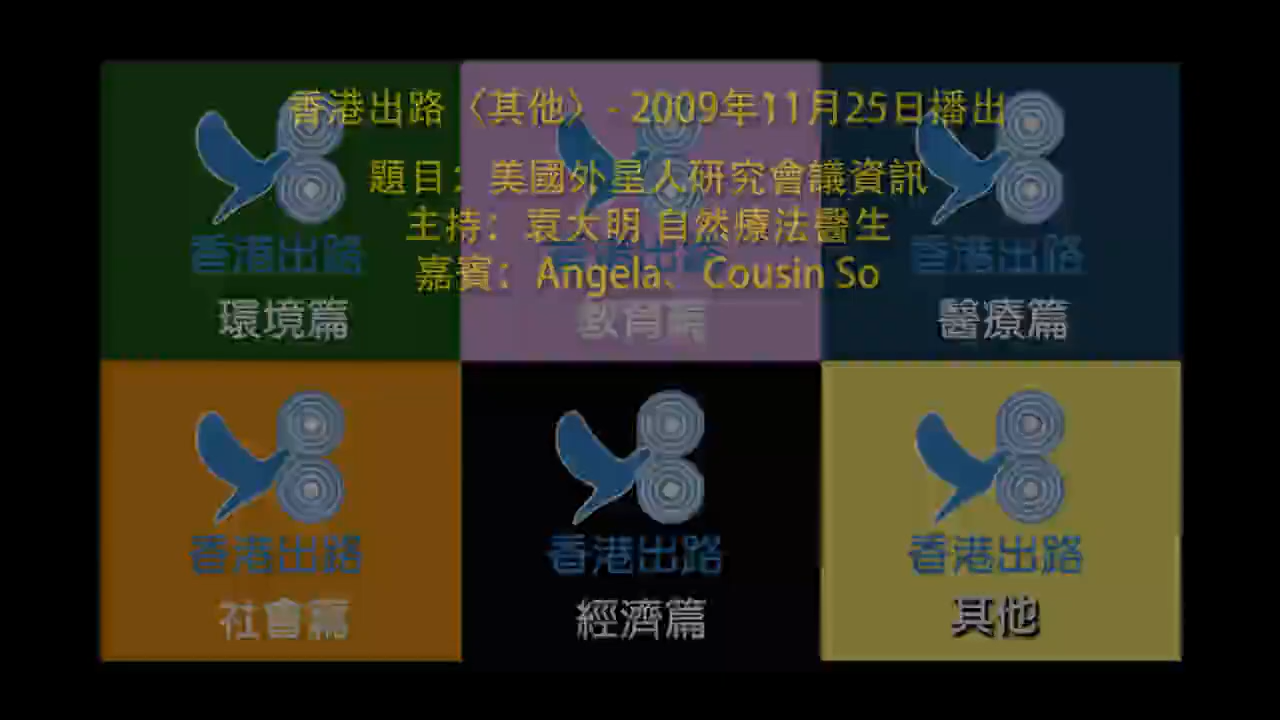 香港出路〈其他〉- 2009年11月25日播出
題目：美國外星人研究會議資訊
主持：袁大明 自然療法醫生
嘉賓：Angela、Cousin So
香港出路
香港出路
香港出路
環境篇
教育篇
醫療篇
香港出路
香港出路
香港出路
社會篇
經濟篇
其他